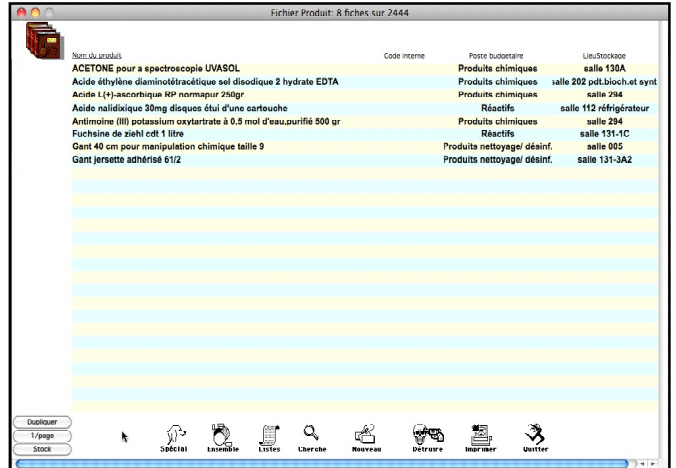 Fichier Produit: 8 fiches sur 2444
Nom du produit Code interne Poste budgetaire LieuStockage
ACETONE pour a spectroscopie UVASOL Produits chimiques salle 130A
Acide éthylène diaminotétracétique sel disodique 2 hydrate EDTA Produits chimiques salle 202 pdt.bioch.et synt
Acide L(+)-ascorbique RP normapur 250gr Produits chimiques salle 294
Acide nalidixique 30mg disques étui d'une cartouche Réactifs salle 112 réfrigérateur
Antimoine (III) potassium oxytartrate à 0.5 mol d'eau.purifié 500 gr Produits chimiques salle 294
Fuchsine de ziehl cdt 1 litre Réactifs salle 131-1C
Gant 40 cm pour manipulation chimique taille 9 Produits nettoyage/ désinf. salle 005
Gant jersette adhérisé 61/2 Produits nettoyage/ désinf. salle 131-3A2
Dupliquer
1/page
Stock
Spécial Ensemble Listes Cherche Nouveau Détruire Imprimer Quitter